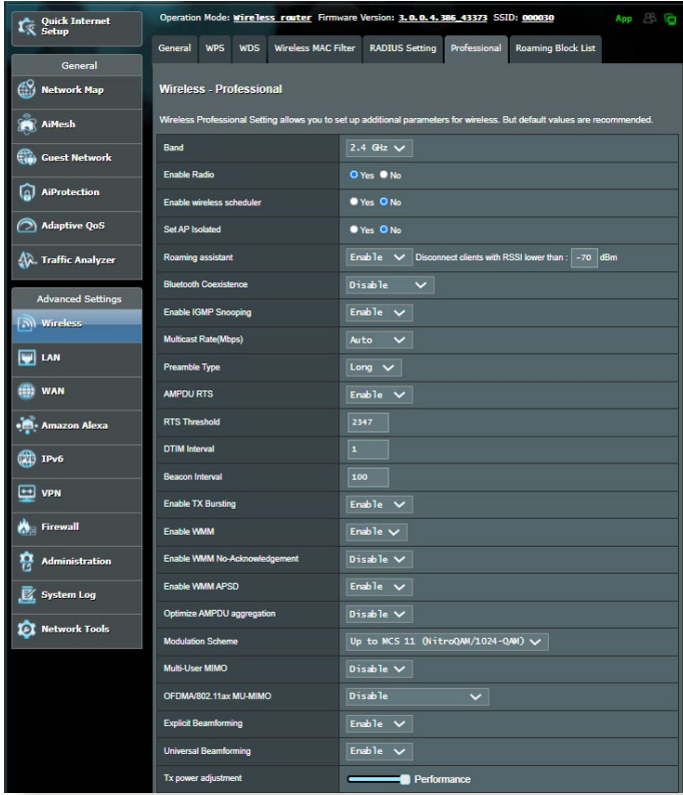 Quick Internet
Setup
Operation Mode: Wireless router Firmware Version: 3.0.0.4.386_43373 SSID: 000030 App
General WPS WDS Wireless MAC Filter RADIUS Setting Professional Roaming Block List
General
Network Map
AiMesh
Guest Network
AiProtection
Adaptive QoS
Traffic Analyzer
Advanced Settings
Wireless
LAN
WAN
Amazon Alexa
IPv6
VPN
Firewall
Administration
System Log
Network Tools
Wireless - Professional
Wireless Professional Setting allows you to set up additional parameters for wireless. But default values are recommended.
Band 2.4 GHz
Enable Radio Yes No
Enable wireless scheduler Yes No
Set AP Isolated Yes No
Roaming assistant Enable Disconnect clients with RSSI lower than : -70 dBm
Bluetooth Coexistence Disable
Enable IGMP Snooping Enable
Multicast Rate(Mbps) Auto
Preamble Type Long
AMPDU RTS Enable
RTS Threshold 2347
DTIM Interval 1
Beacon Interval 100
Enable TX Bursting Enable
Enable WMM Enable
Enable WMM No-Acknowledgement Disable
Enable WMM APSD Enable
Optimize AMPDU aggregation Disable
Modulation Scheme Up to MCS 11 (NitroQAM/1024-QAM)
Multi-User MIMO Disable
OFDMA/802.11ax MU-MIMO Disable
Explicit Beamforming Enable
Universal Beamforming Enable
Tx power adjustment Performance